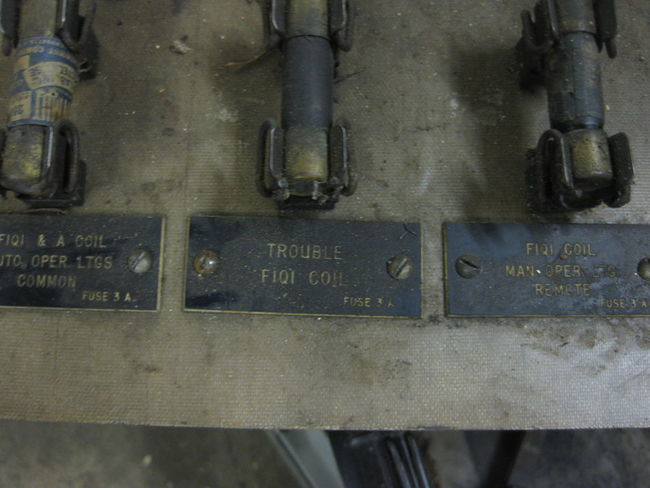 FIQI & A COIL
AUTO. OPER. LTGS
COMMON
FUSE 3 A.
TROUBLE
FIQI COIL
FUSE 3 A.
FIQI COIL
MAN. OPER. LTG.
REMOTE
FUSE 3 A.